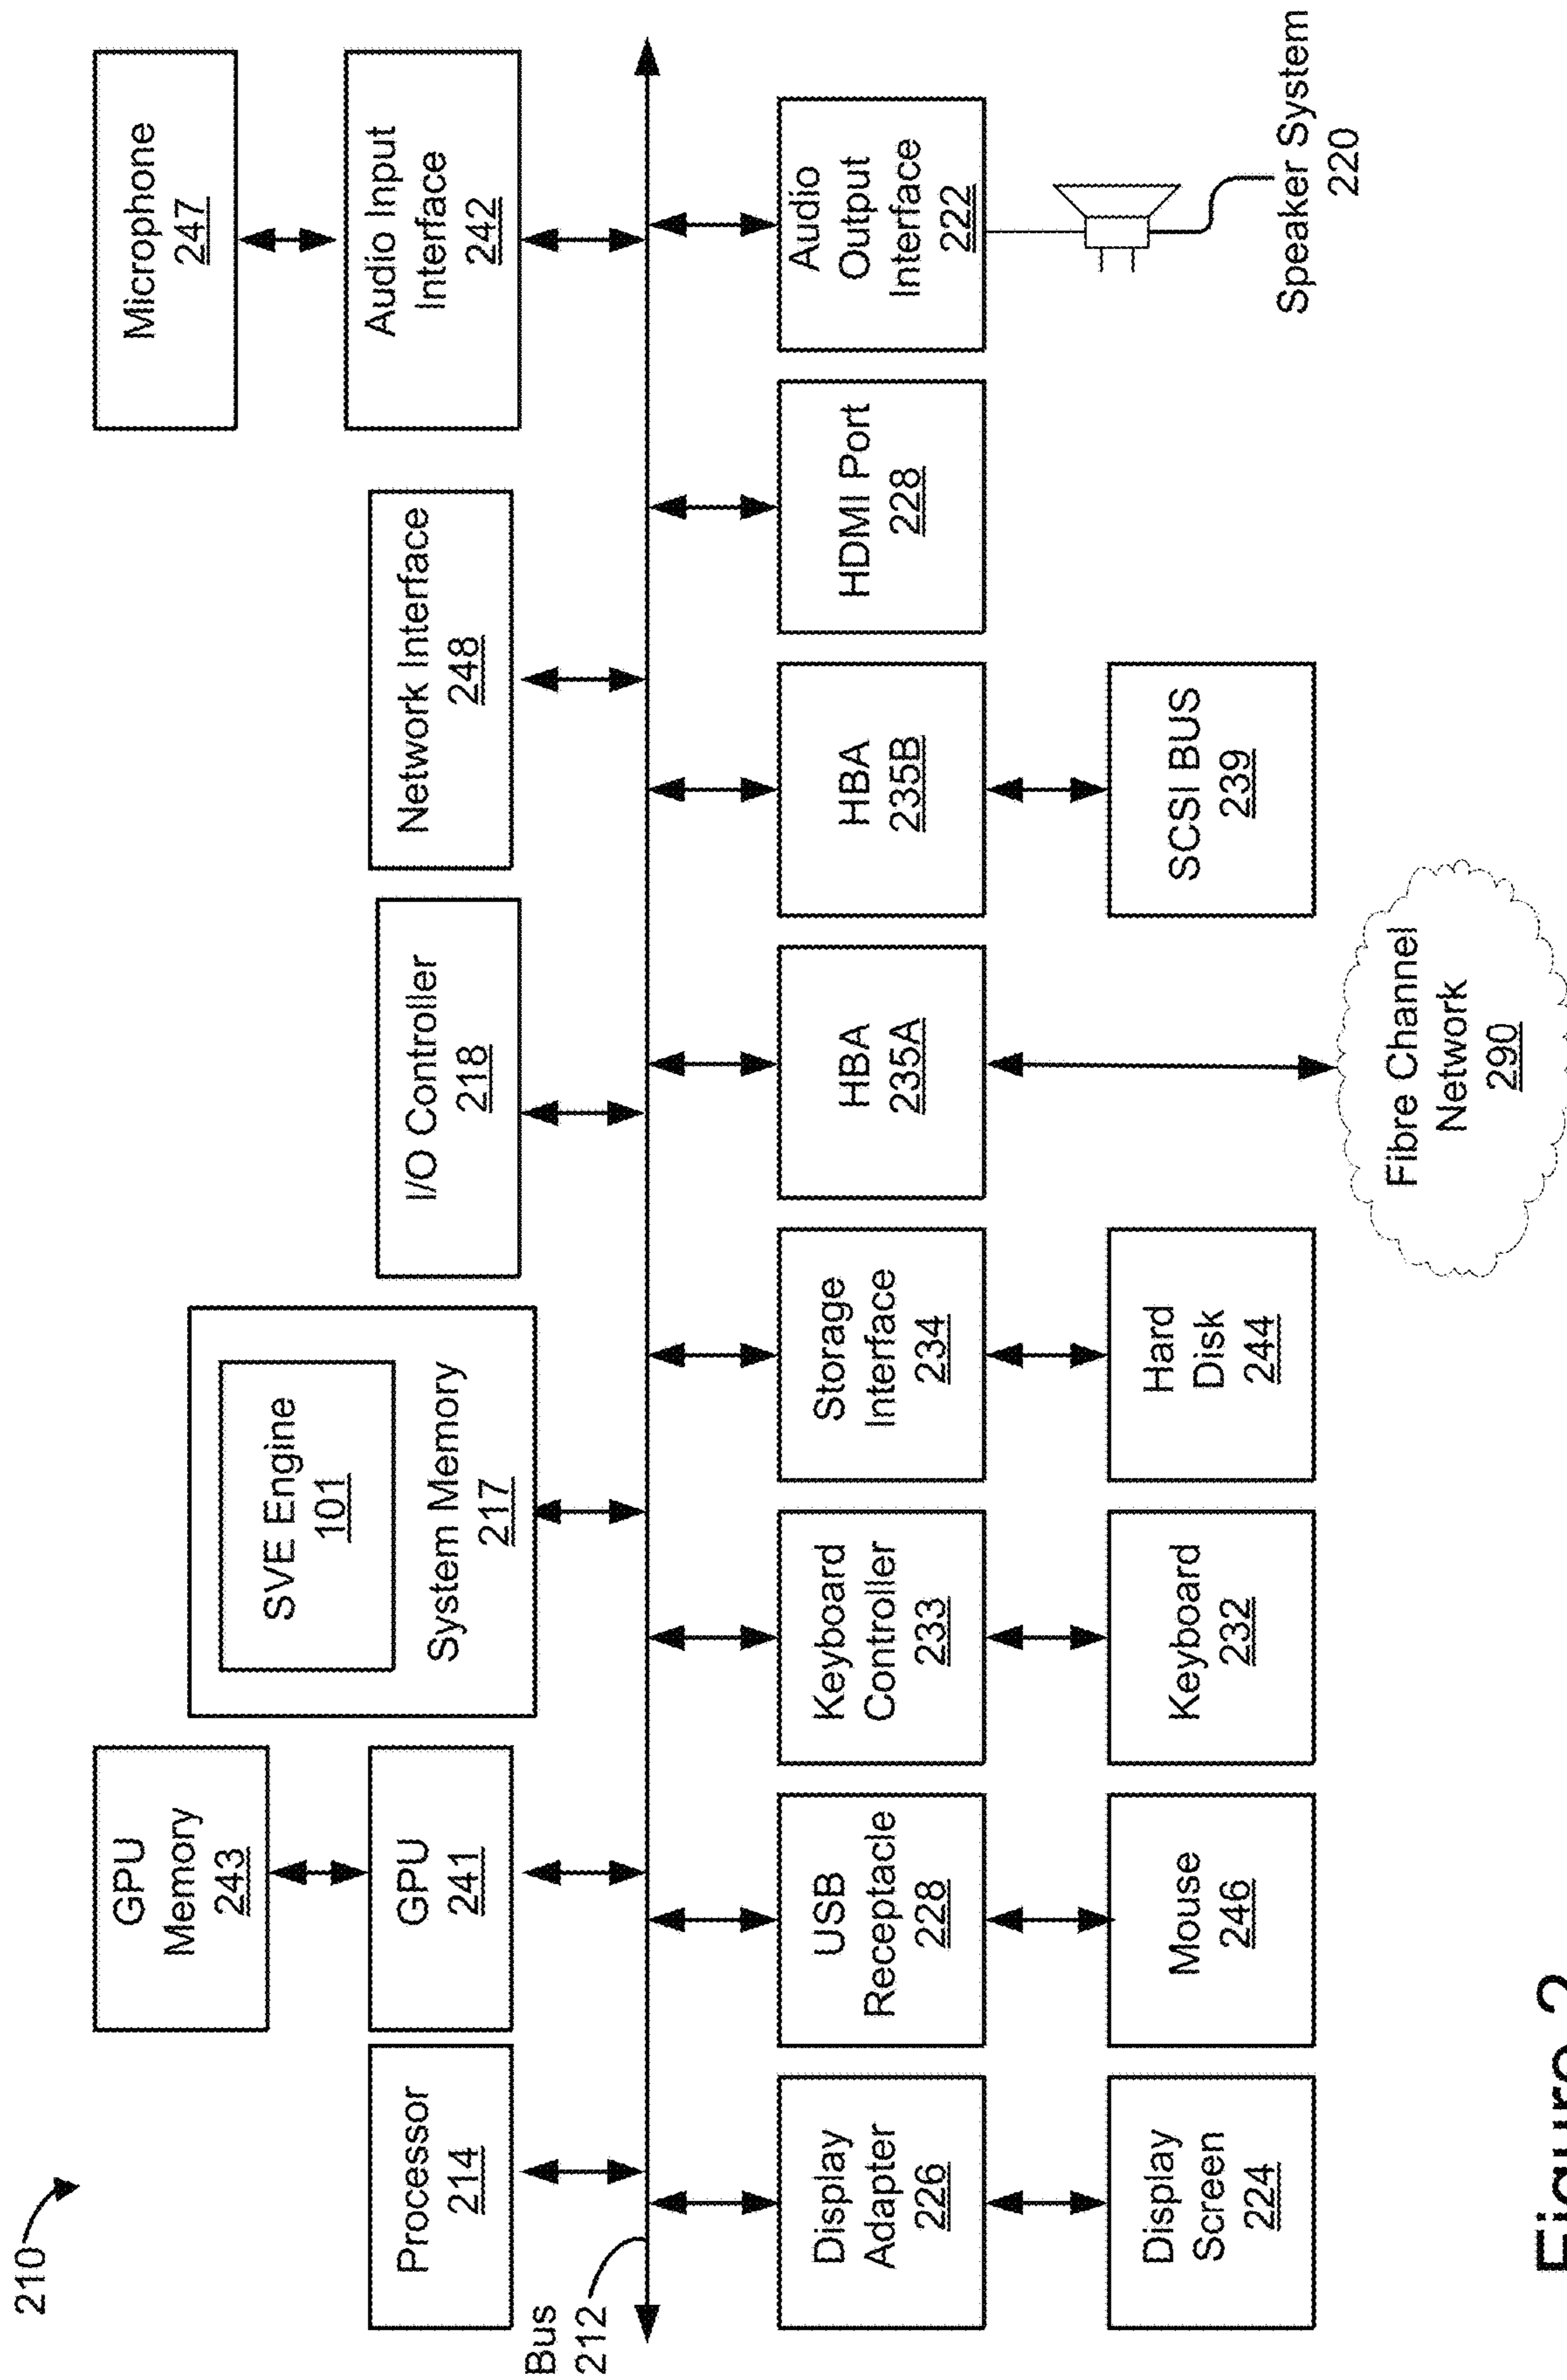 210
GPU
Memory
243
Microphone
247
SVE Engine
101
System Memory
217
Processor
214
GPU
241
I/O Controller
218
Network Interface
248
Audio Input
Interface
242
Bus
212
Display
Adapter
226
USB
Receptacle
228
Keyboard
Controller
233
Storage
Interface
234
HBA
235A
HBA
235B
HDMI Port
228
Audio
Output
Interface
222
Display
Screen
224
Mouse
246
Keyboard
232
Hard
Disk
244
SCSI BUS
239
Speaker System
220
Fibre Channel
Network
290
Figure 2